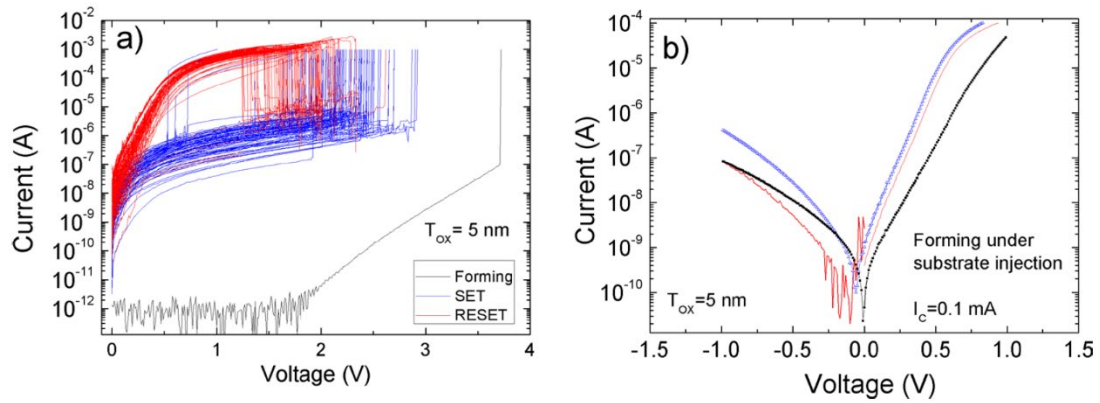 a)
Current (A)
10⁻²
10⁻³
10⁻⁴
10⁻⁵
10⁻⁶
10⁻⁷
10⁻⁸
10⁻⁹
10⁻¹⁰
10⁻¹¹
10⁻¹²
Tox= 5 nm
Forming
SET
RESET
0 1 2 3 4
Voltage (V)
b)
Current (A)
10⁻⁴
10⁻⁵
10⁻⁶
10⁻⁷
10⁻⁸
10⁻⁹
10⁻¹⁰
Forming under
substrate injection
Tox=5 nm
Ic=0.1 mA
-1.5 -1.0 -0.5 0.0 0.5 1.0 1.5
Voltage (V)